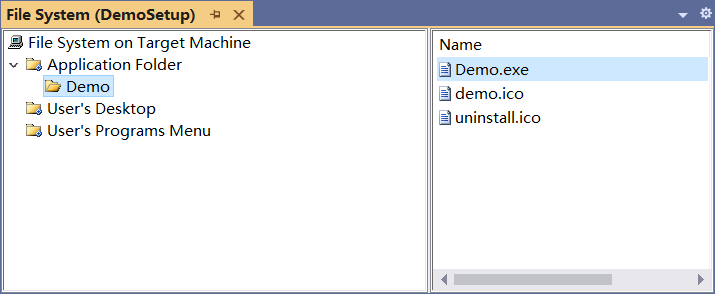 File System (DemoSetup)
File System on Target Machine
Application Folder
Demo
User's Desktop
User's Programs Menu
Name
Demo.exe
demo.ico
uninstall.ico